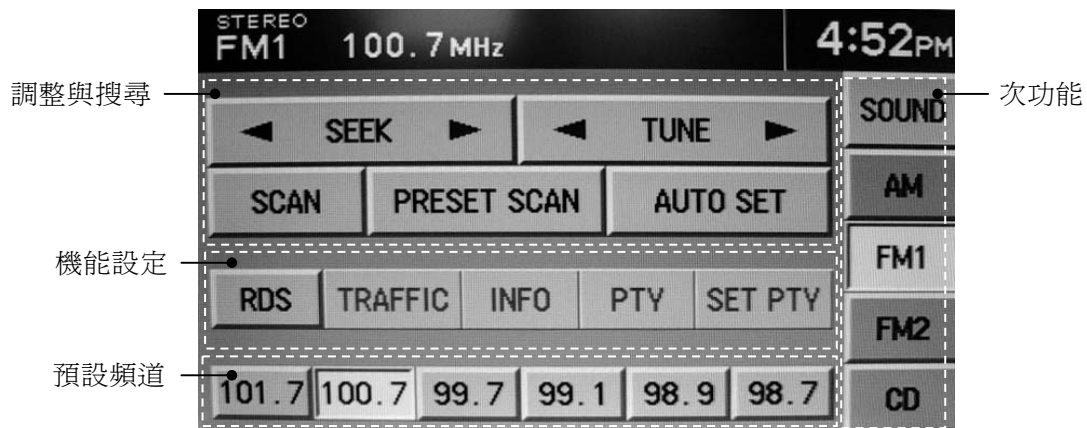 STEREO
FM1 100.7MHz 4:52PM
調整與搜尋
◀ SEEK ▶ ◀ TUNE ▶
SCAN PRESET SCAN AUTO SET
機能設定
RDS TRAFFIC INFO PTY SET PTY
預設頻道
101.7 100.7 99.7 99.1 98.9 98.7
次功能
SOUND
AM
FM1
FM2
CD